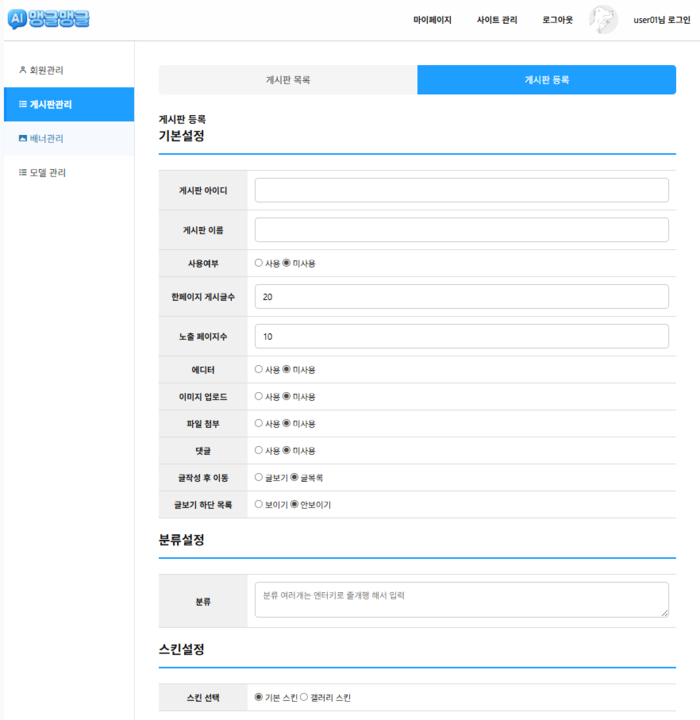 AI 맹글맹글
마이페이지 사이트 관리 로그아웃 user01님 로그인
회원관리
게시판관리
배너관리
모델 관리
게시판 목록 게시판 등록
게시판 등록
기본설정
게시판 아이디
게시판 이름
사용여부 사용 미사용
한페이지 게시글수 20
노출 페이지수 10
에디터 사용 미사용
이미지 업로드 사용 미사용
파일 첨부 사용 미사용
댓글 사용 미사용
글작성 후 이동 글보기 글목록
글보기 하단 목록 보이기 안보이기
분류설정
분류 분류 여러개는 엔터키로 줄개행 해서 입력
스킨설정
스킨 선택 기본 스킨 갤러리 스킨